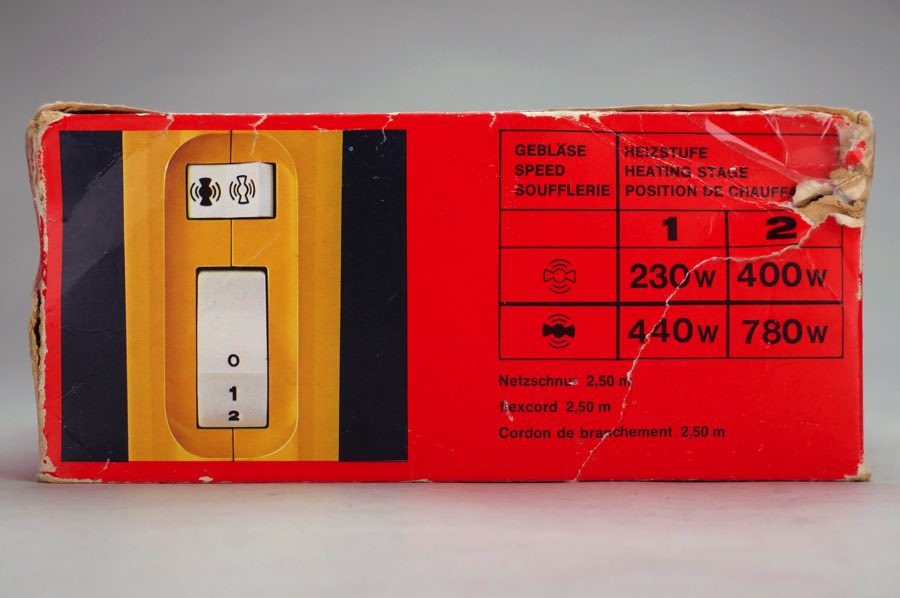 0
1
2
GEBLÄSE
SPEED
SOUFFLERIE
HEIZSTUFE
HEATING STAGE
POSITION DE
1 2
230W 400W
440W 780W
Netzschnur 2,50 m
flexcord 2,50 m
Cordon de branchement 2,50 m